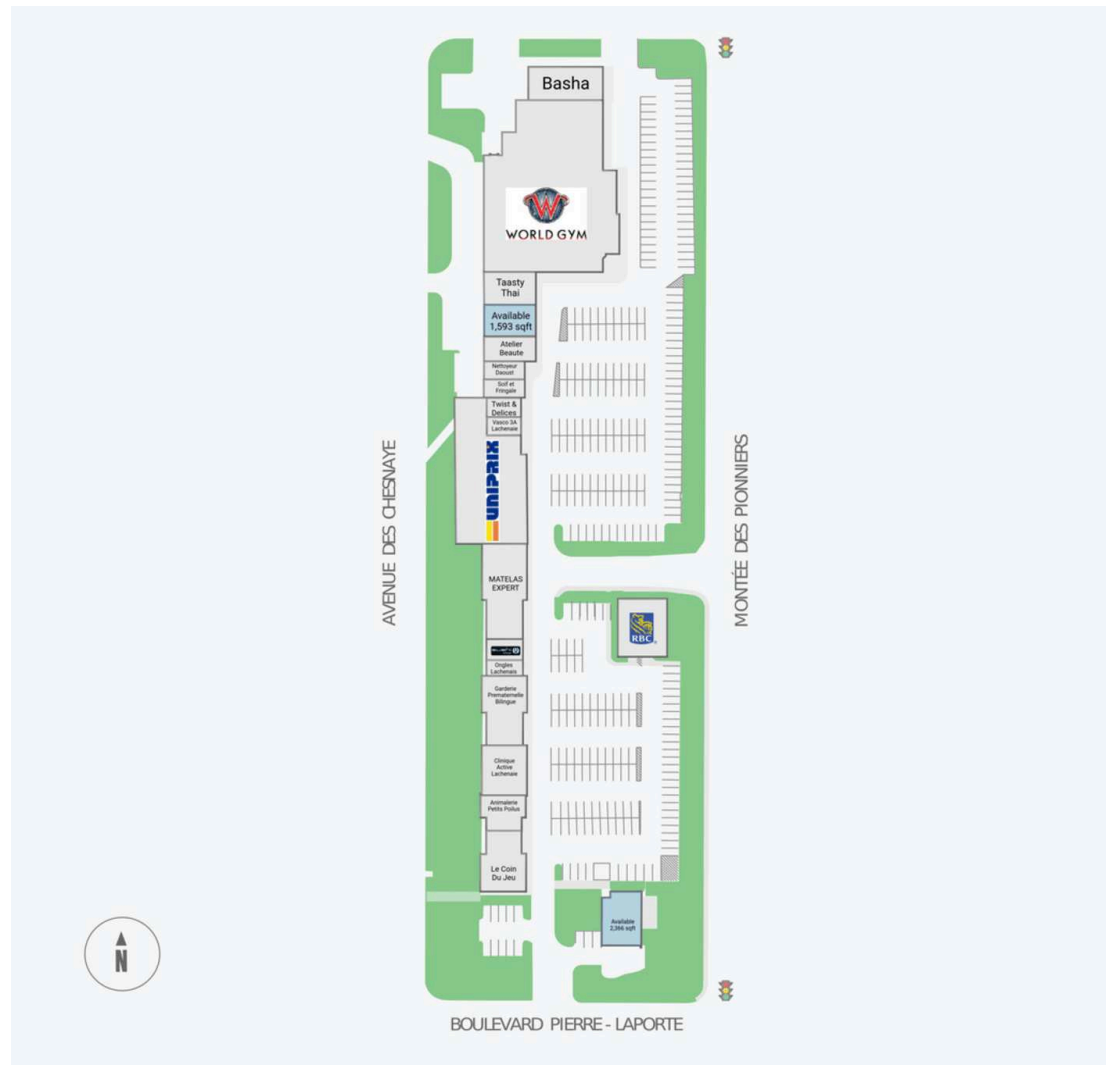 Basha
WORLD GYM
Taasty
Thai
Available
1,593 sqft
Atelier
Beaute
Nettoyeur
Daoust
Soif et
Fringale
Twist &
Delices
Vasco 3A
Lachenaie
UNIPRIX
AVENUE DES CHESNAYE
MONTÉE DES PIONNIERS
MATELAS
EXPERT
RBC
Ongles
Lachenais
Garderie
Prematernelle
Bilingue
Clinique
Active
Lachenaie
Animalerie
Petits Poilus
Le Coin
Du Jeu
Available
2,366 sqft
N
BOULEVARD PIERRE - LAPORTE